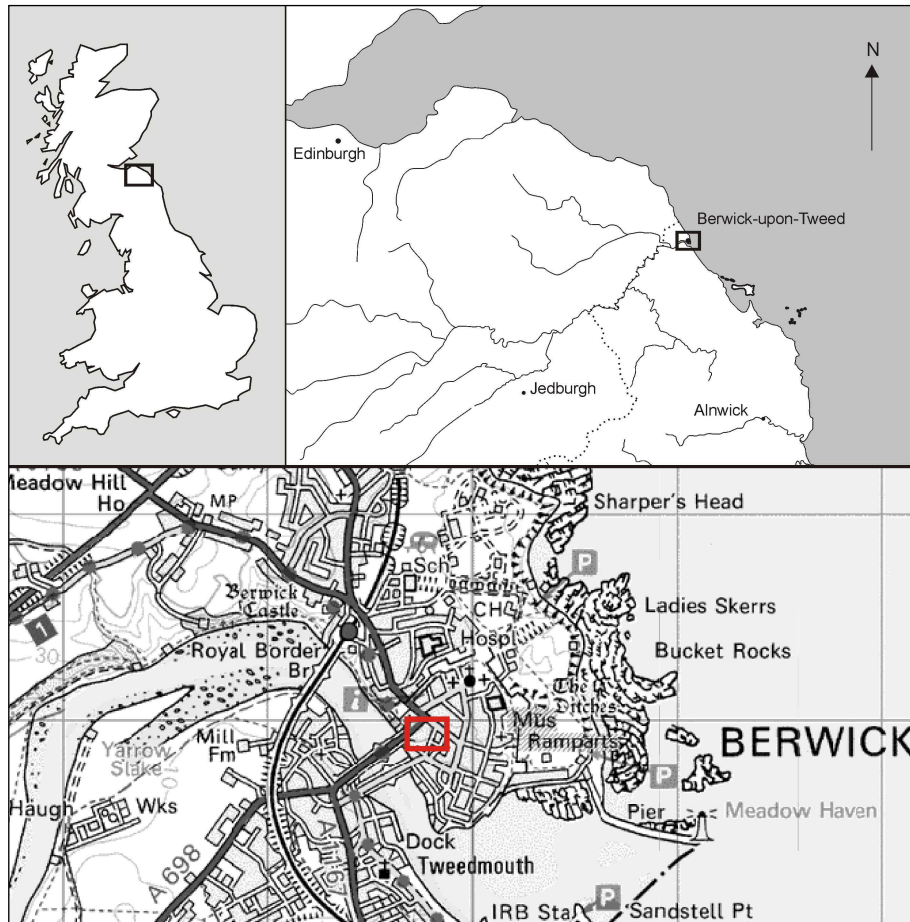 N
Edinburgh
Berwick-upon-Tweed
Jedburgh
Alnwick
Meadow Hill
Ho
MP
Sharper's Head
P
Sch
Berwick
Castle
CH
Ladies Skerrs
1
30
Royal Border
Br
Hospl
Bucket Rocks
The
Ditches
Mus
Ramparts
BERWICK
Yarrow
Slake
Mill
Fm
P
Haugh
Wks
Pier
Meadow Haven
A 698
A 1167
Dock
Tweedmouth
P
IRB Sta
Sandstell Pt